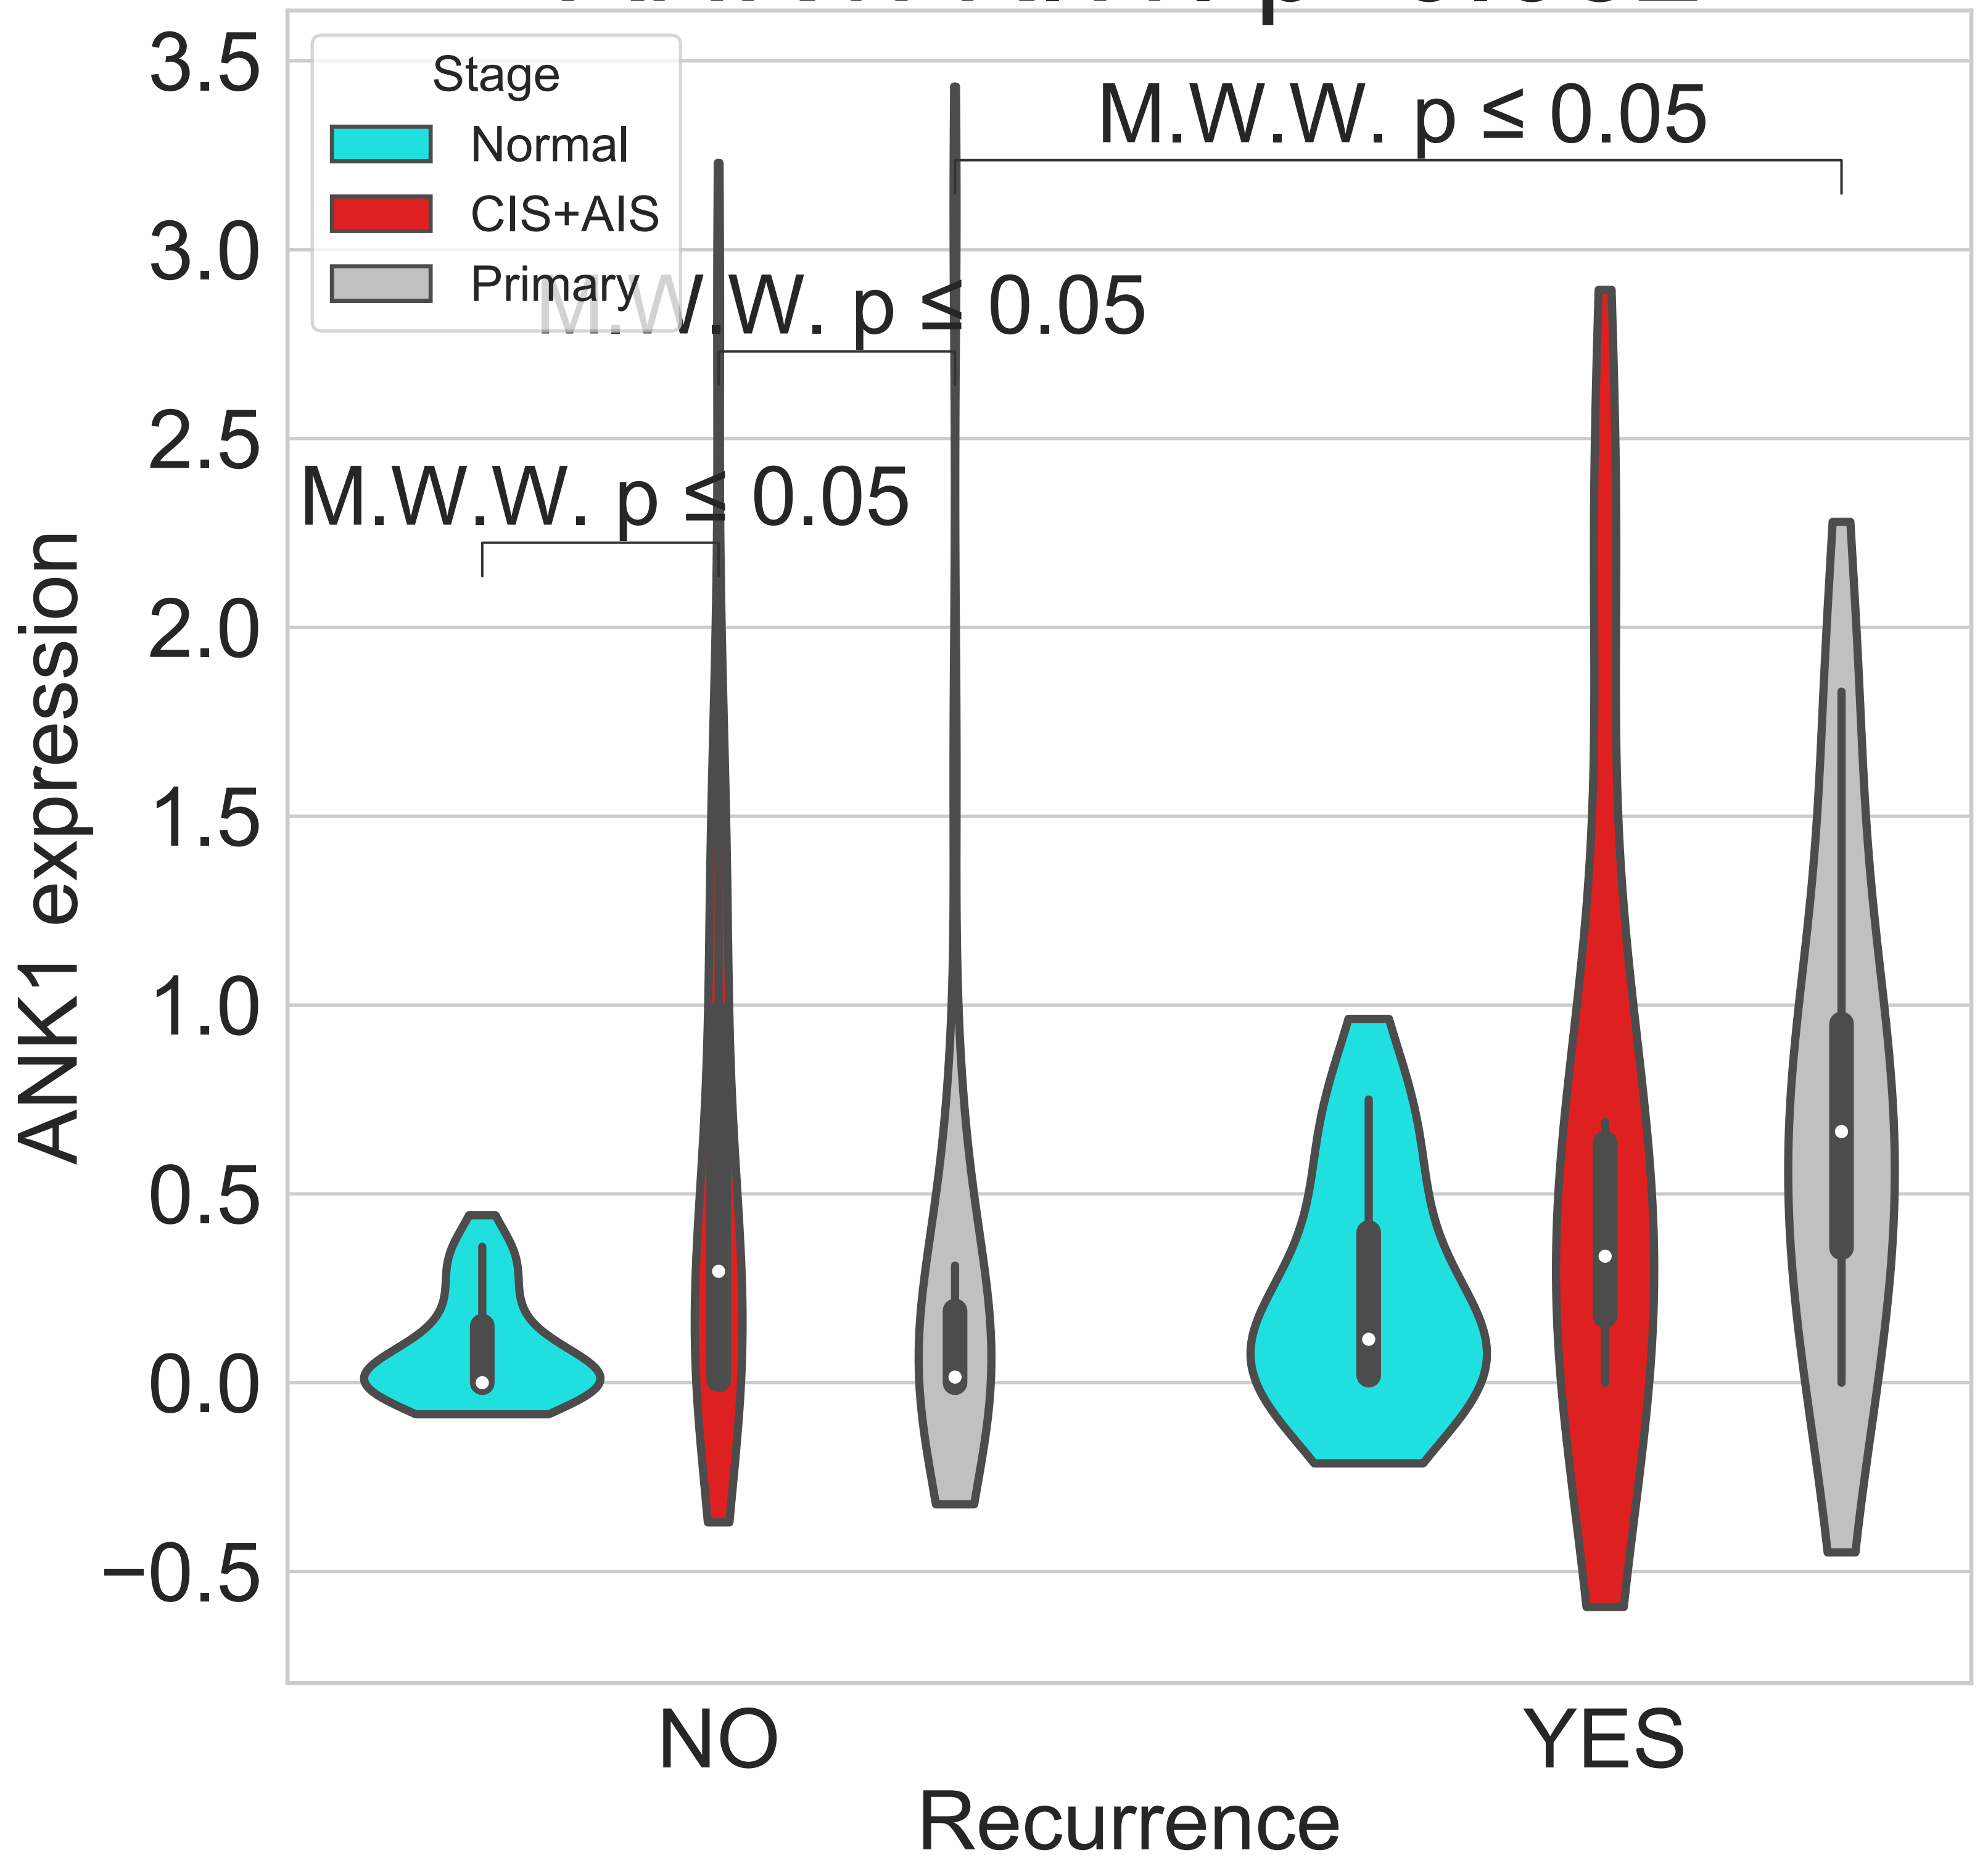 Stage
Normal
CIS+AIS
Primary
M.W.W. p ≤ 0.05
M.W.W. p ≤ 0.05
M.W.W. p ≤ 0.05
3.5
3.0
2.5
2.0
1.5
1.0
0.5
0.0
−0.5
ANK1 expression
NO
YES
Recurrence